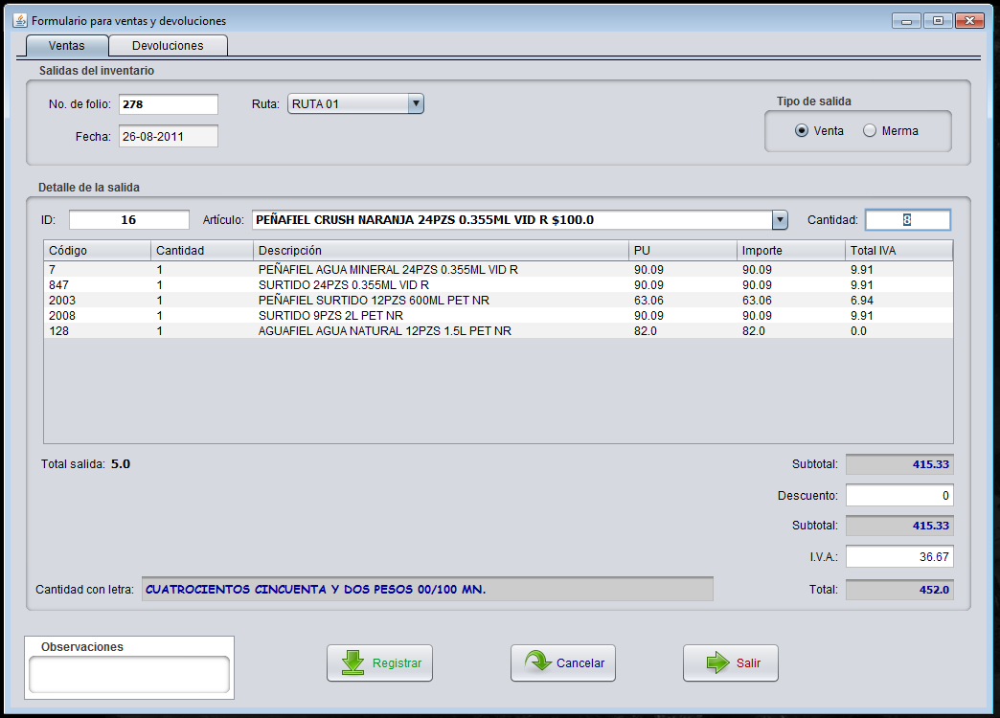 Formulario para ventas y devoluciones
Ventas Devoluciones
Salidas del inventario
No. de folio: 278 Ruta: RUTA 01
Fecha: 26-08-2011
Tipo de salida
Venta Merma
Detalle de la salida
ID: 16 Artículo: PEÑAFIEL CRUSH NARANJA 24PZS 0.355ML VID R $100.0 Cantidad: 8
Código Cantidad Descripción PU Importe Total IVA
7 1 PEÑAFIEL AGUA MINERAL 24PZS 0.355ML VID R 90.09 90.09 9.91
847 1 SURTIDO 24PZS 0.355ML VID R 90.09 90.09 9.91
2003 1 PEÑAFIEL SURTIDO 12PZS 600ML PET NR 63.06 63.06 6.94
2008 1 SURTIDO 9PZS 2L PET NR 90.09 90.09 9.91
128 1 AGUAFIEL AGUA NATURAL 12PZS 1.5L PET NR 82.0 82.0 0.0
Total salida: 5.0 Subtotal: 415.33
Descuento: 0
Subtotal: 415.33
I.V.A.: 36.67
Cantidad con letra: CUATROCIENTOS CINCUENTA Y DOS PESOS 00/100 MN. Total: 452.0
Observaciones
Registrar Cancelar Salir